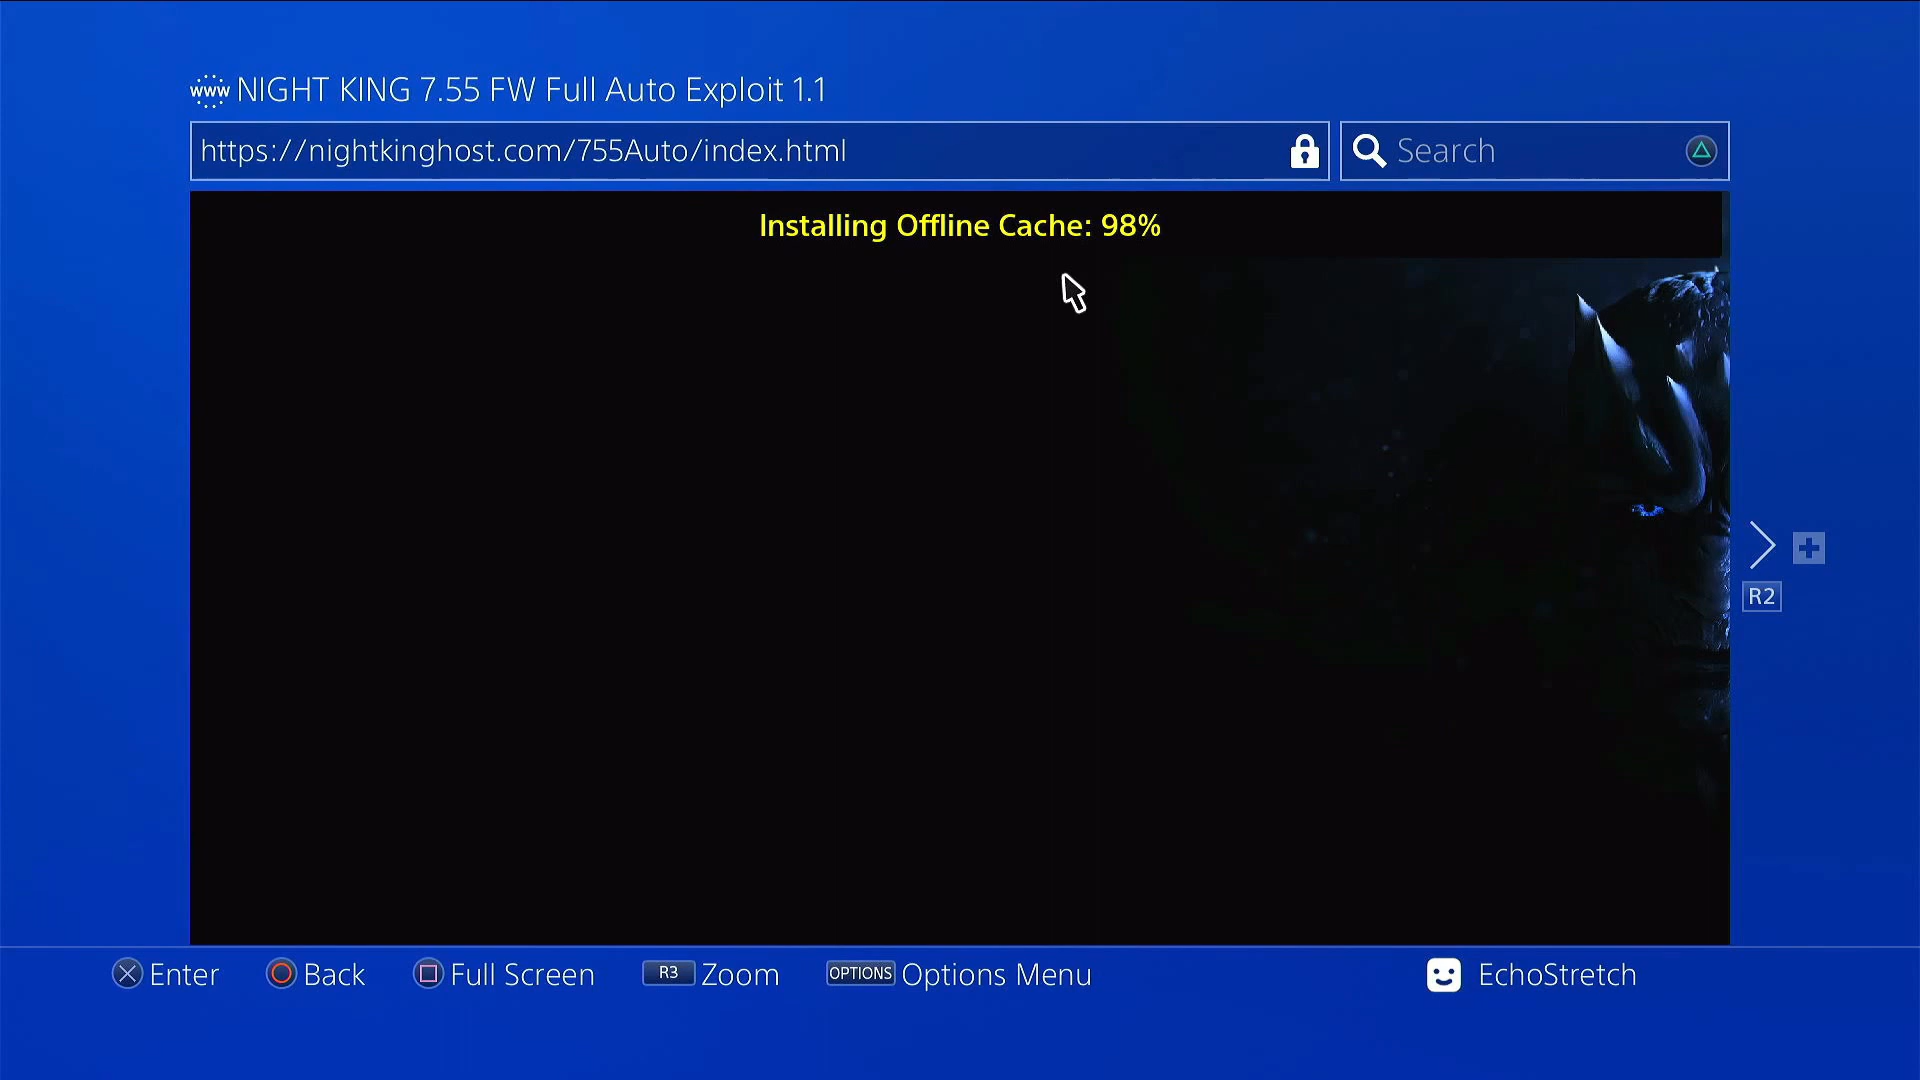 www NIGHT KING 7.55 FW Full Auto Exploit 1.1
https://nightkinghost.com/755Auto/index.html
Search
Installing Offline Cache: 98%
R2
Enter Back Full Screen R3 Zoom OPTIONS Options Menu EchoStretch